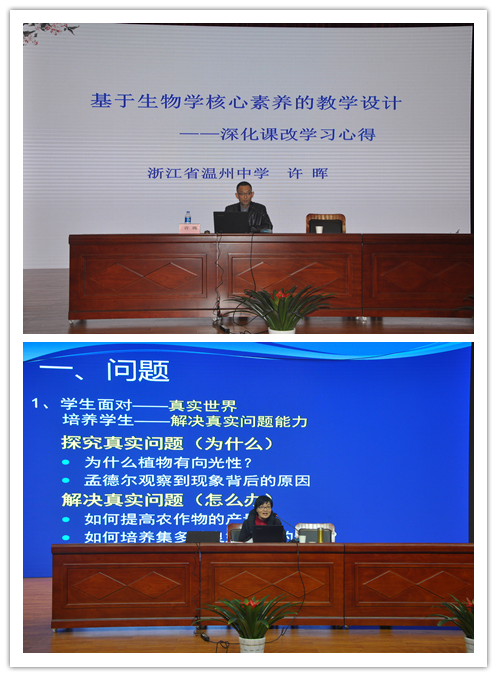 基于生物学核心素养的教学设计
——深化课改学习心得
浙江省温州中学 许 晖
一、问题
1、学生面对——真实世界
培养学生——解决真实问题能力
探究真实问题（为什么）
• 为什么植物有向光性？
• 孟德尔观察到现象背后的原因
解决真实问题（怎么办
• 如何提高农作物的产
• 如何培养集多